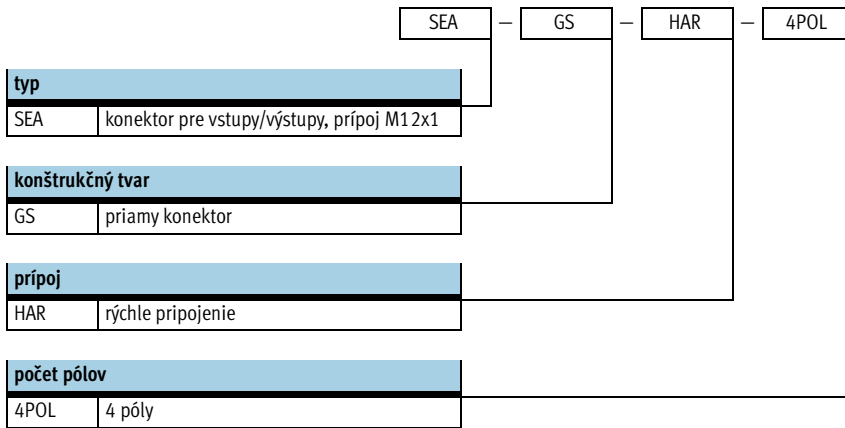 SEA – GS – HAR – 4POL
typ
SEA konektor pre vstupy/výstupy, prípoj M12x1
konštrukčný tvar
GS priamy konektor
prípoj
HAR rýchle pripojenie
počet pólov
4POL 4 póly